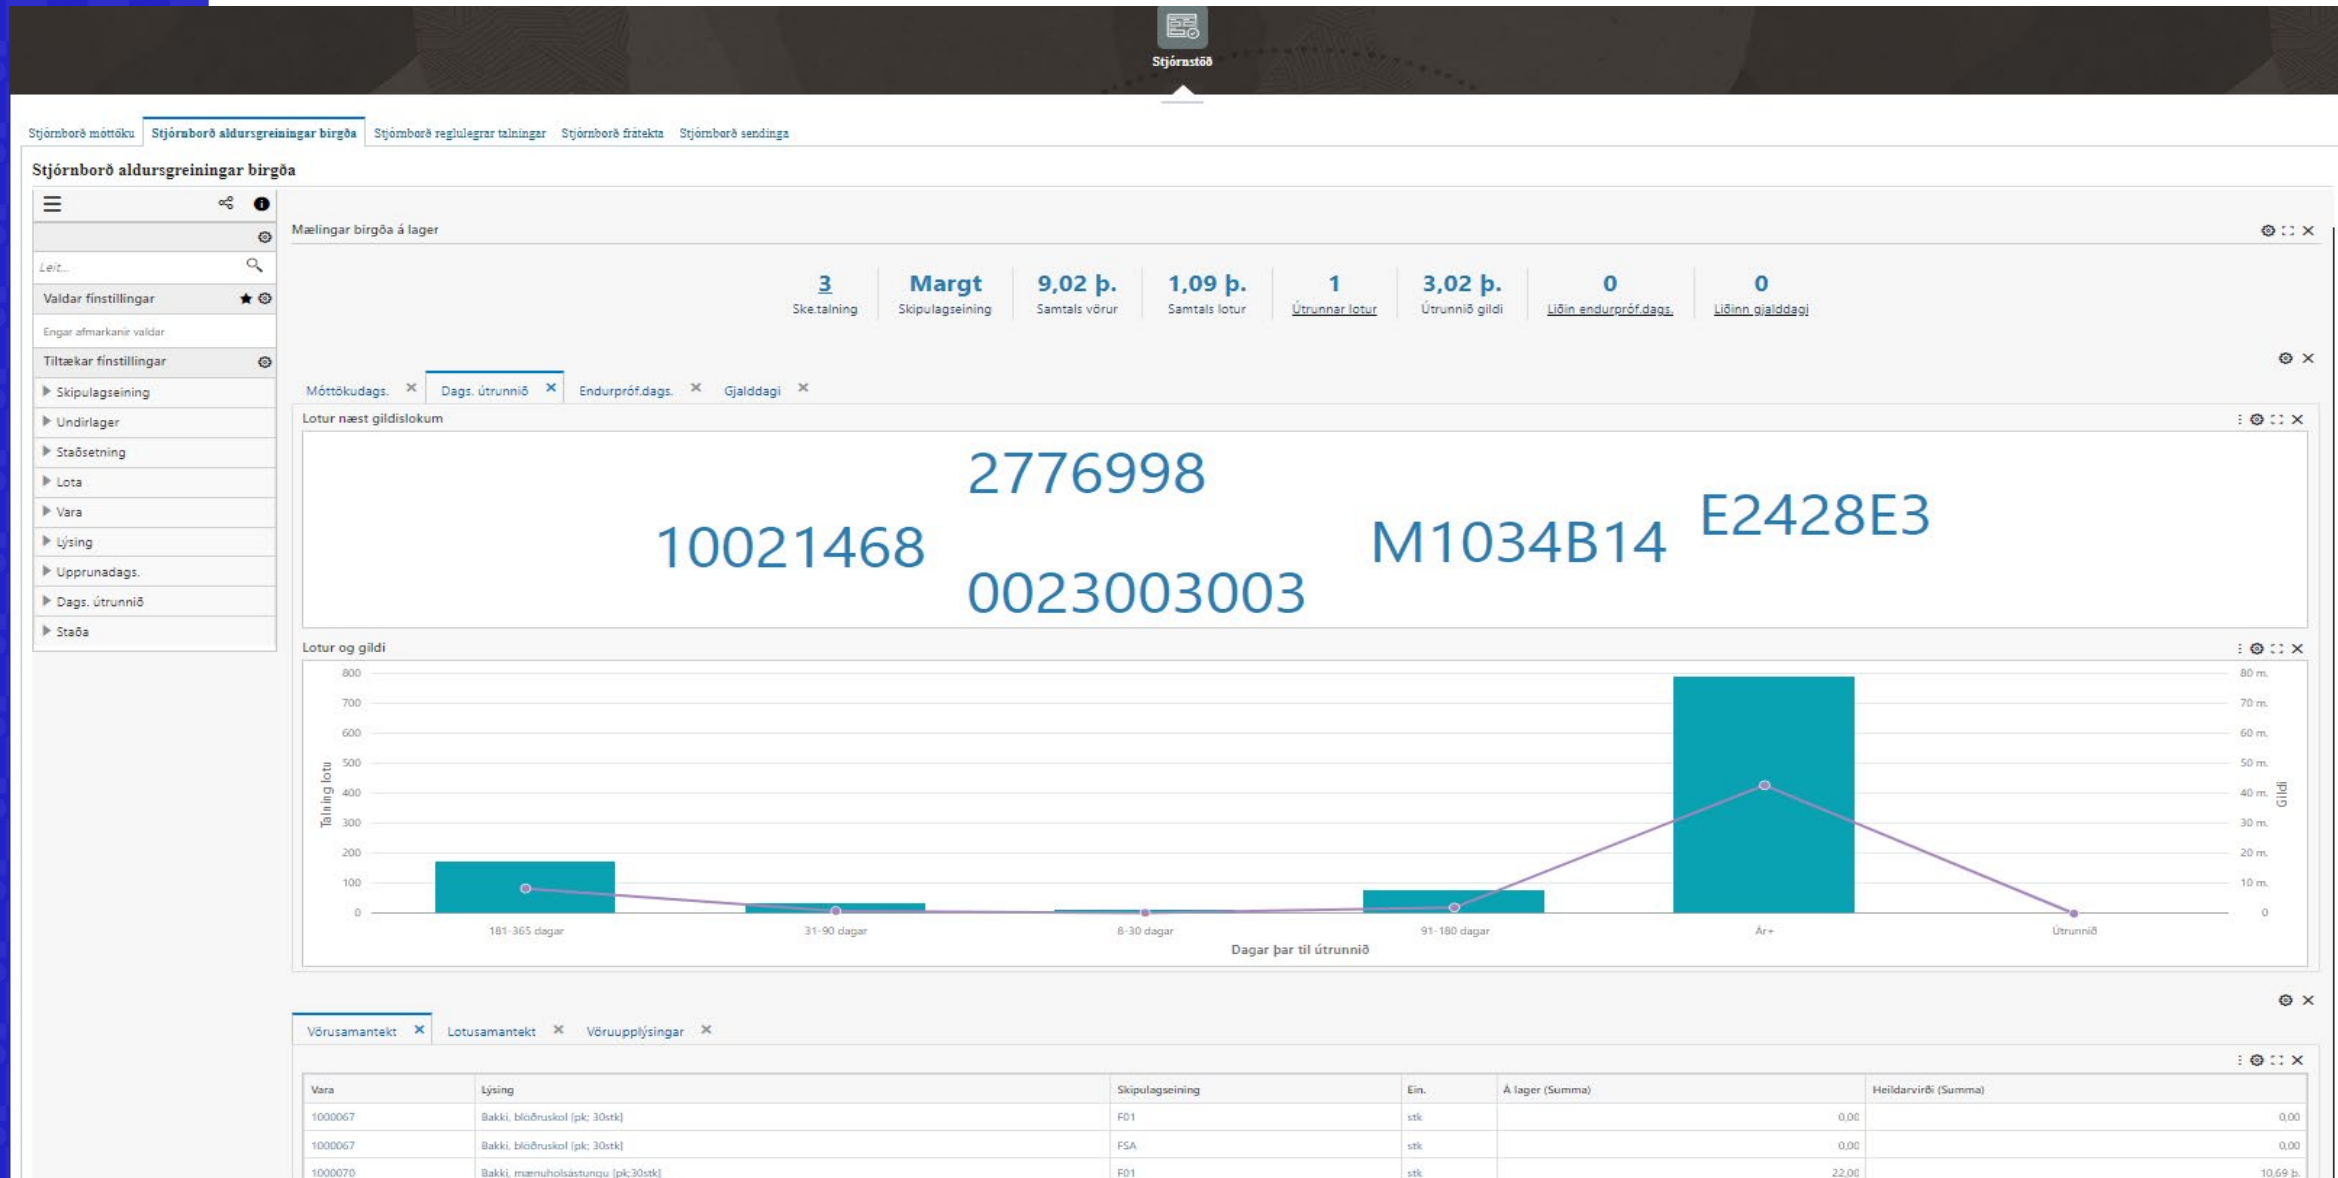 Stjórnstöð
Stjórnborð móttöku Stjórnborð aldursgreiningar birgða Stjórnborð reglulegrar talningar Stjórnborð frátekta Stjórnborð sendinga
Stjórnborð aldursgreiningar birgða
Leit...
Valdar fínstillingar
Engar afmarkanir valdar
Tiltækar fínstillingar
Skipulagseining
Undirlager
Staðsetning
Lota
Vara
Lýsing
Upprunadags.
Dags. útrunnið
Staða
Mælingar birgða á lager
3 Margt 9,02 þ. 1,09 þ. 1 3,02 þ. 0 0
Ske.talning Skipulagseining Samtals vörur Samtals lotur Útrunnar lotur Útrunnið gildi Liðin endurpróf.dags. Liðinn gjalddagi
Móttökudags. Dags. útrunnið Endurpróf.dags. Gjalddagi
Lotur næst gildislokum
2776998
10021468 M1034B14 E2428E3
0023003003
Lotur og gildi
800 80 m.
700 70 m.
600 60 m.
500 50 m.
400 40 m.
300 30 m.
200 20 m.
100 10 m.
0 0
Talning lotu
Gildi
181-365 dagar 31-90 dagar 8-30 dagar 91-180 dagar Ár+ Útrunnið
Dagar þar til útrunnið
Vörusamantekt Lotusamantekt Vöruupplýsingar
Vara Lýsing Skipulagseining Ein. Á lager (Summa) Heildarvirði (Summa)
1000067 Bakki, blöðruskol [pk; 30stk] F01 stk 0,00 0,00
1000067 Bakki, blöðruskol [pk; 30stk] FSA stk 0,00 0,00
1000070 Bakki, mænuholsástungu [pk;30stk] F01 stk 22,00 10,69 þ.